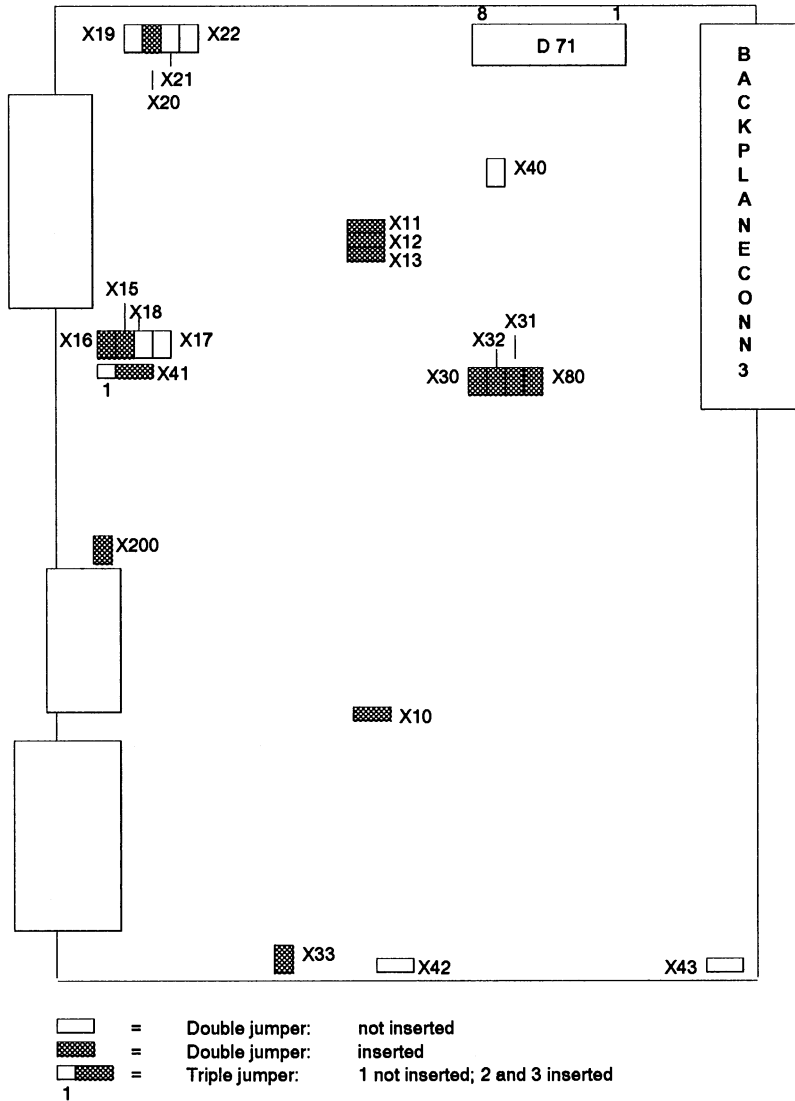 X19
X22
X21
X20
8
1
D 71
BACKPLANECONN3
X40
X11
X12
X13
X15
X18
X16
X17
X41
1
X31
X32
X30
X80
X200
X10
X33
X42
X43
= Double jumper: not inserted
= Double jumper: inserted
= Triple jumper: 1 not inserted; 2 and 3 inserted
1